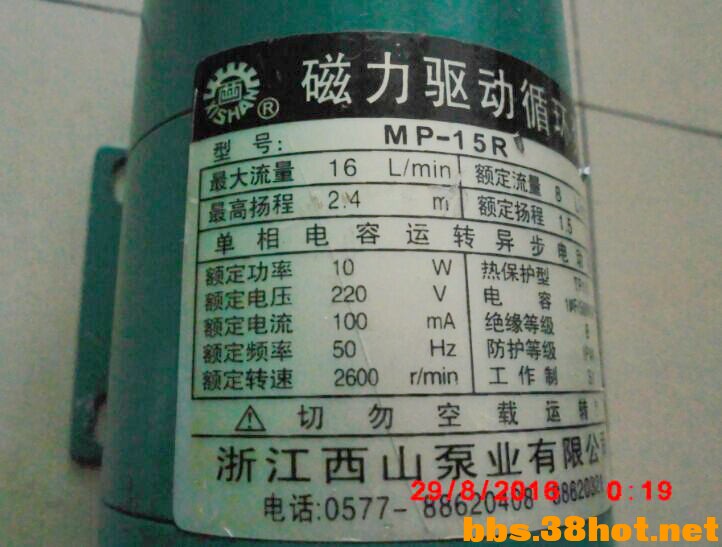 XISHAN ®
磁力驱动循环
型号: MP-15R
最大流量 16 L/min 额定流量 8
最高扬程 2.4 m 额定扬程 1.5
单相电容运转异步电
额定功率 10 W 热保护型
额定电压 220 V 电容
额定电流 100 mA 绝缘等级
额定频率 50 Hz 防护等级
额定转速 2600 r/min 工作制
⚠ 切勿空载运转
浙江西山泵业有限公
29/8/2016 0:19
电话:0577-88620408
bbs.38hot.net